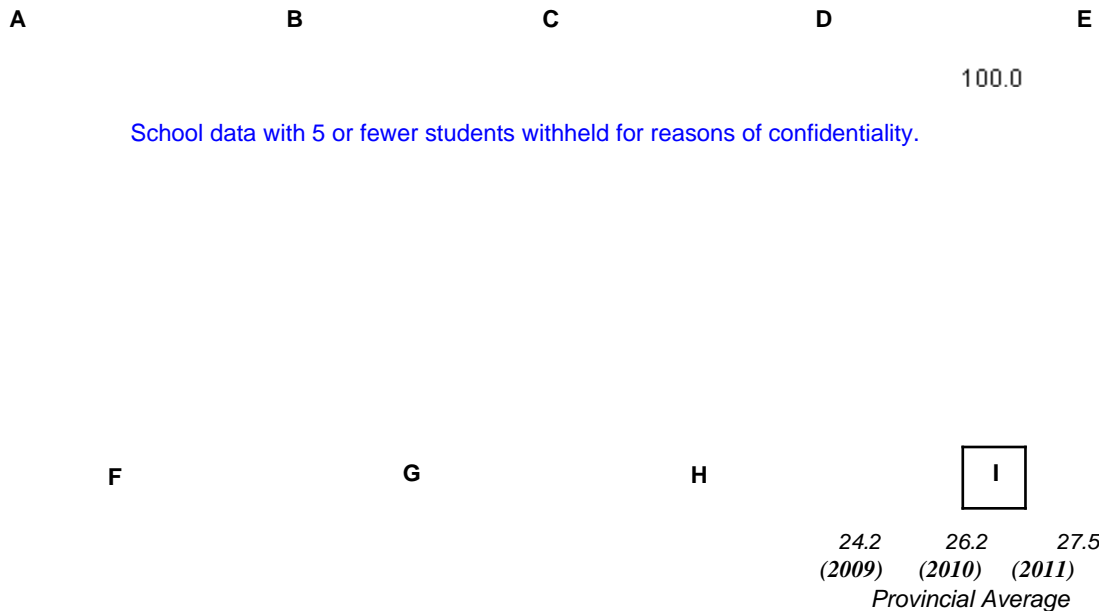 A B C D E
100.0
School data with 5 or fewer students withheld for reasons of confidentiality.
F G H I
24.2 26.2 27.5
(2009) (2010) (2011)
Provincial Average